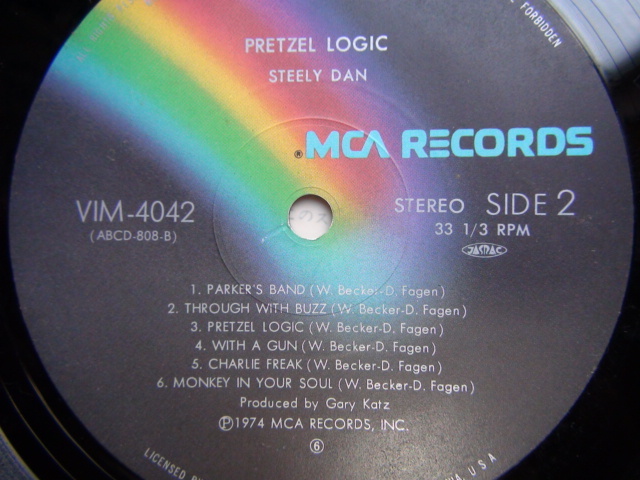 FORBIDDEN
PRETZEL LOGIC
STEELY DAN
® MCA RECORDS
VIM-4042
(ABCD-808-B)
STEREO SIDE 2
33 1/3 RPM
JASRAC
1. PARKER'S BAND (W. Becker-D. Fagen)
2. THROUGH WITH BUZZ (W. Becker-D. Fagen)
3. PRETZEL LOGIC (W. Becker-D. Fagen)
4. WITH A GUN (W. Becker-D. Fagen)
5. CHARLIE FREAK (W. Becker-D. Fagen)
6. MONKEY IN YOUR SOUL (W. Becker-D. Fagen)
Produced by Gary Katz
Ⓟ1974 MCA RECORDS, INC.
⑥
LICENSED
U S A